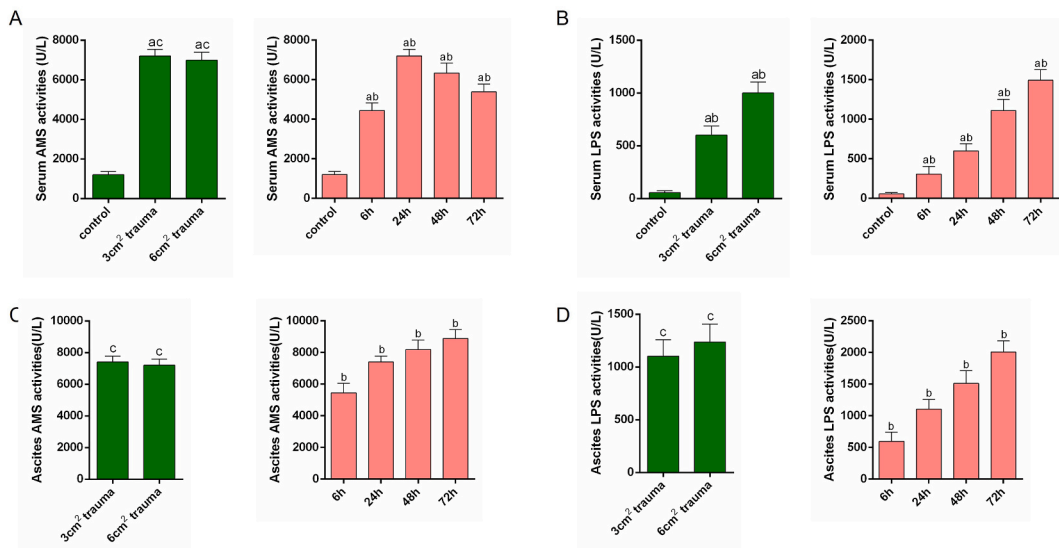 A
Serum AMS activities (U/L)
8000
6000
4000
2000
0
ac
ac
control
3cm² trauma
6cm² trauma
Serum AMS activities (U/L)
8000
6000
4000
2000
0
ab
ab
ab
ab
control
6h
24h
48h
72h
B
Serum LPS activities (U/L)
1500
1000
500
0
ab
ab
control
3cm² trauma
6cm² trauma
Serum LPS activities (U/L)
2000
1500
1000
500
0
ab
ab
ab
ab
control
6h
24h
48h
72h
C
Ascites AMS activities(U/L)
10000
8000
6000
4000
2000
0
c
c
3cm² trauma
6cm² trauma
Ascites AMS activities(U/L)
10000
8000
6000
4000
2000
0
b
b
b
b
6h
24h
48h
72h
D
Ascites LPS activities(U/L)
1500
1000
500
0
c
c
3cm² trauma
6cm² trauma
Ascites LPS activities(U/L)
2500
2000
1500
1000
500
0
b
b
b
b
6h
24h
48h
72h